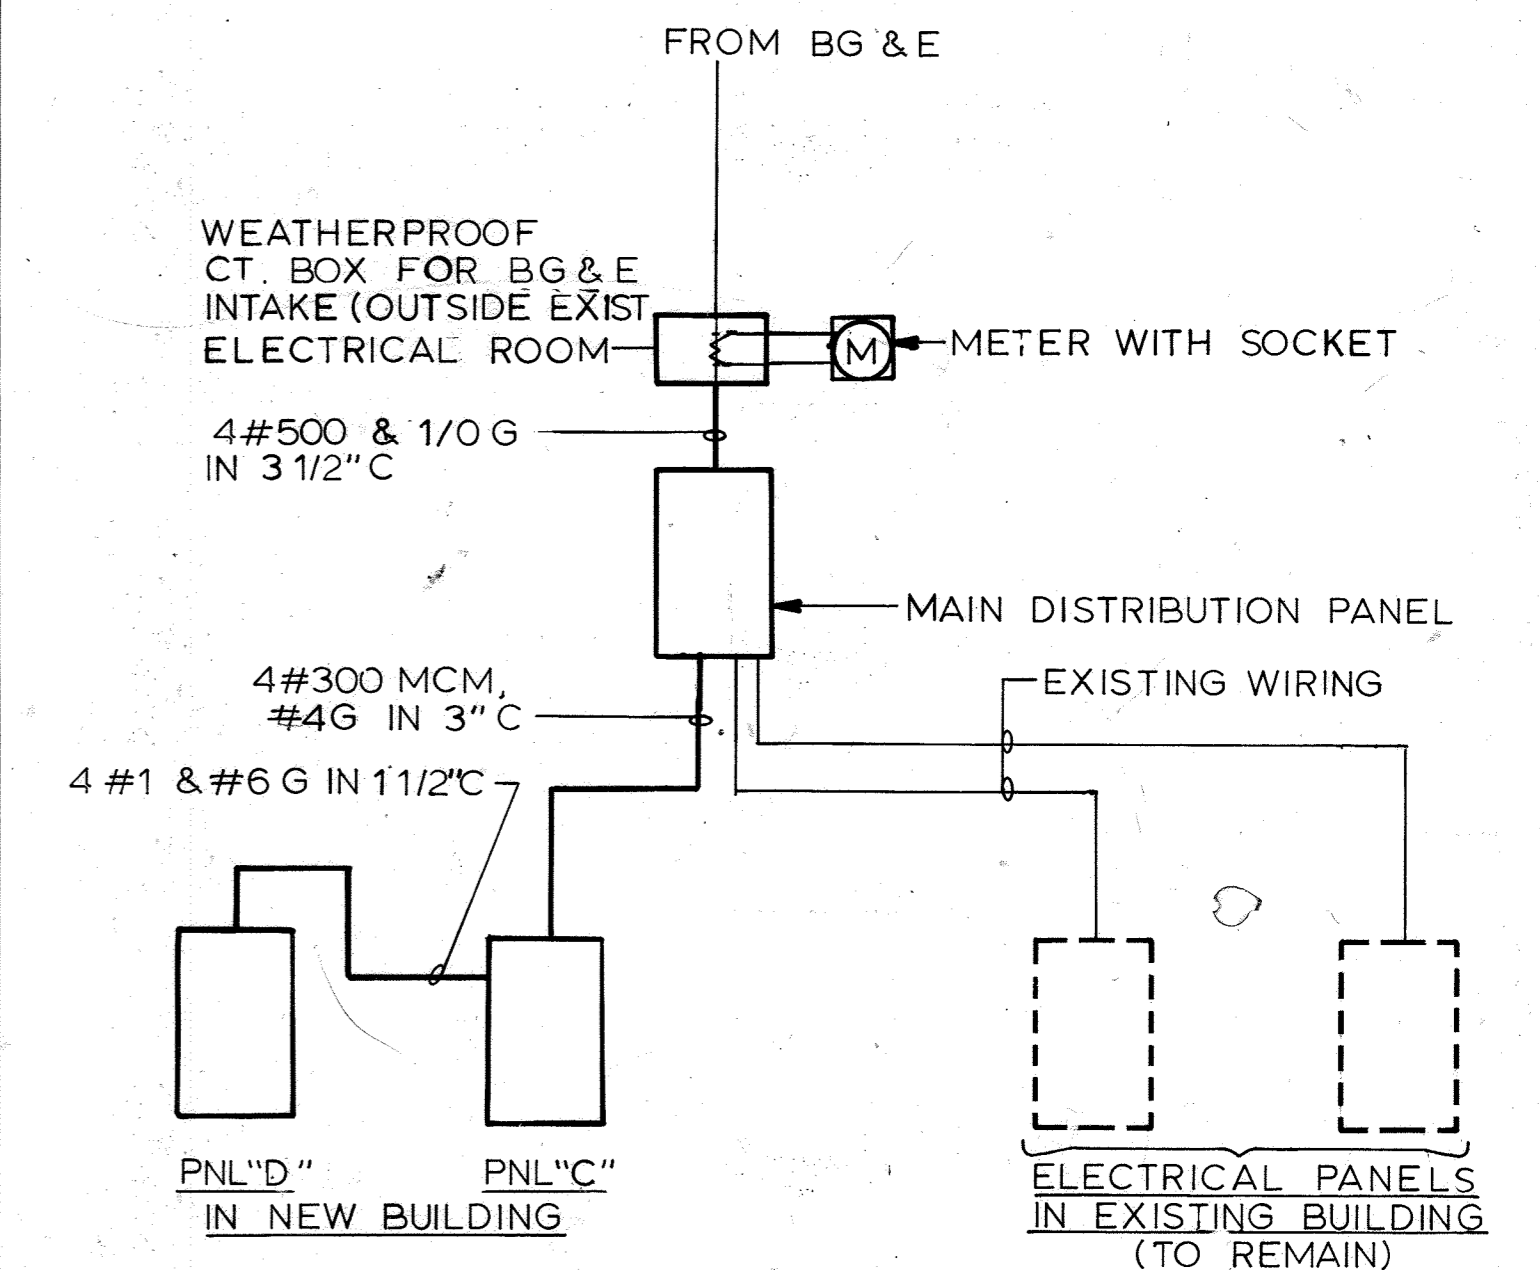 FROM BG & E
WEATHERPROOF
CT. BOX FOR BG & E
INTAKE (OUTSIDE EXIST
ELECTRICAL ROOM
M
METER WITH SOCKET
4#500 & 1/0 G
IN 3 1/2" C
MAIN DISTRIBUTION PANEL
4#300 MCM,
#4G IN 3" C
EXISTING WIRING
4 #1 & #6 G IN 1 1/2"C
PNL"D"
PNL"C"
IN NEW BUILDING
ELECTRICAL PANELS
IN EXISTING BUILDING
(TO REMAIN)